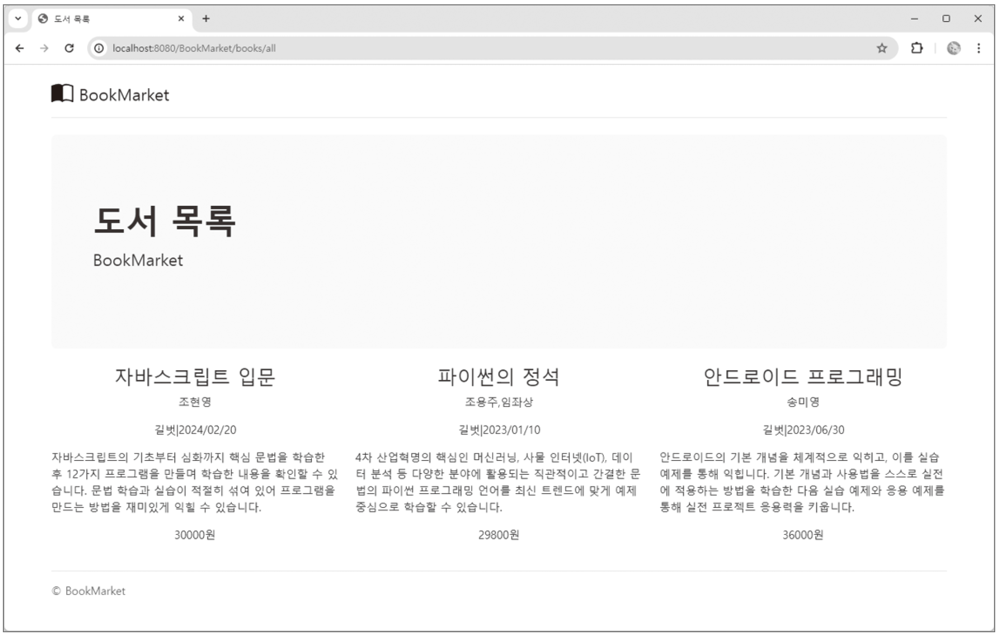 도서 목록
localhost:8080/BookMarket/books/all
BookMarket
도서 목록
BookMarket
자바스크립트 입문
조현영
길벗|2024/02/20
자바스크립트의 기초부터 심화까지 핵심 문법을 학습한
후 12가지 프로그램을 만들며 학습한 내용을 확인할 수 있
습니다. 문법 학습과 실습이 적절히 섞여 있어 프로그램을
만드는 방법을 재미있게 익힐 수 있습니다.
30000원
파이썬의 정석
조용주,임좌상
길벗|2023/01/10
4차 산업혁명의 핵심인 머신러닝, 사물 인터넷(IoT), 데이
터 분석 등 다양한 분야에 활용되는 직관적이고 간결한 문
법의 파이썬 프로그래밍 언어를 최신 트렌드에 맞게 예제
중심으로 학습할 수 있습니다.
29800원
안드로이드 프로그래밍
송미영
길벗|2023/06/30
안드로이드의 기본 개념을 체계적으로 익히고, 이를 실습
예제를 통해 익힙니다. 기본 개념과 사용법을 스스로 실전
에 적용하는 방법을 학습한 다음 실습 예제와 응용 예제를
통해 실전 프로젝트 응용력을 키웁니다.
36000원
© BookMarket